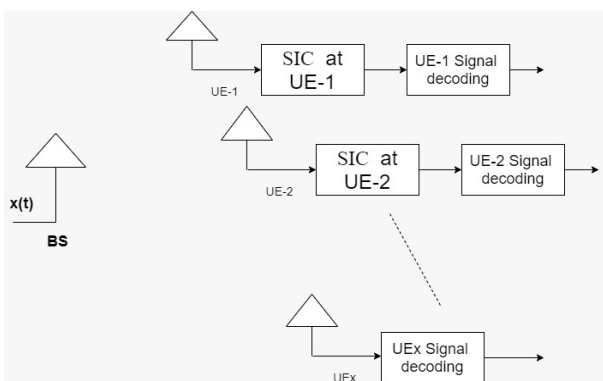 SIC at
UE-1
UE-1 Signal
decoding
UE-1
SIC at
UE-2
UE-2 Signal
decoding
UE-2
x(t)
BS
UEx Signal
decoding
UEx